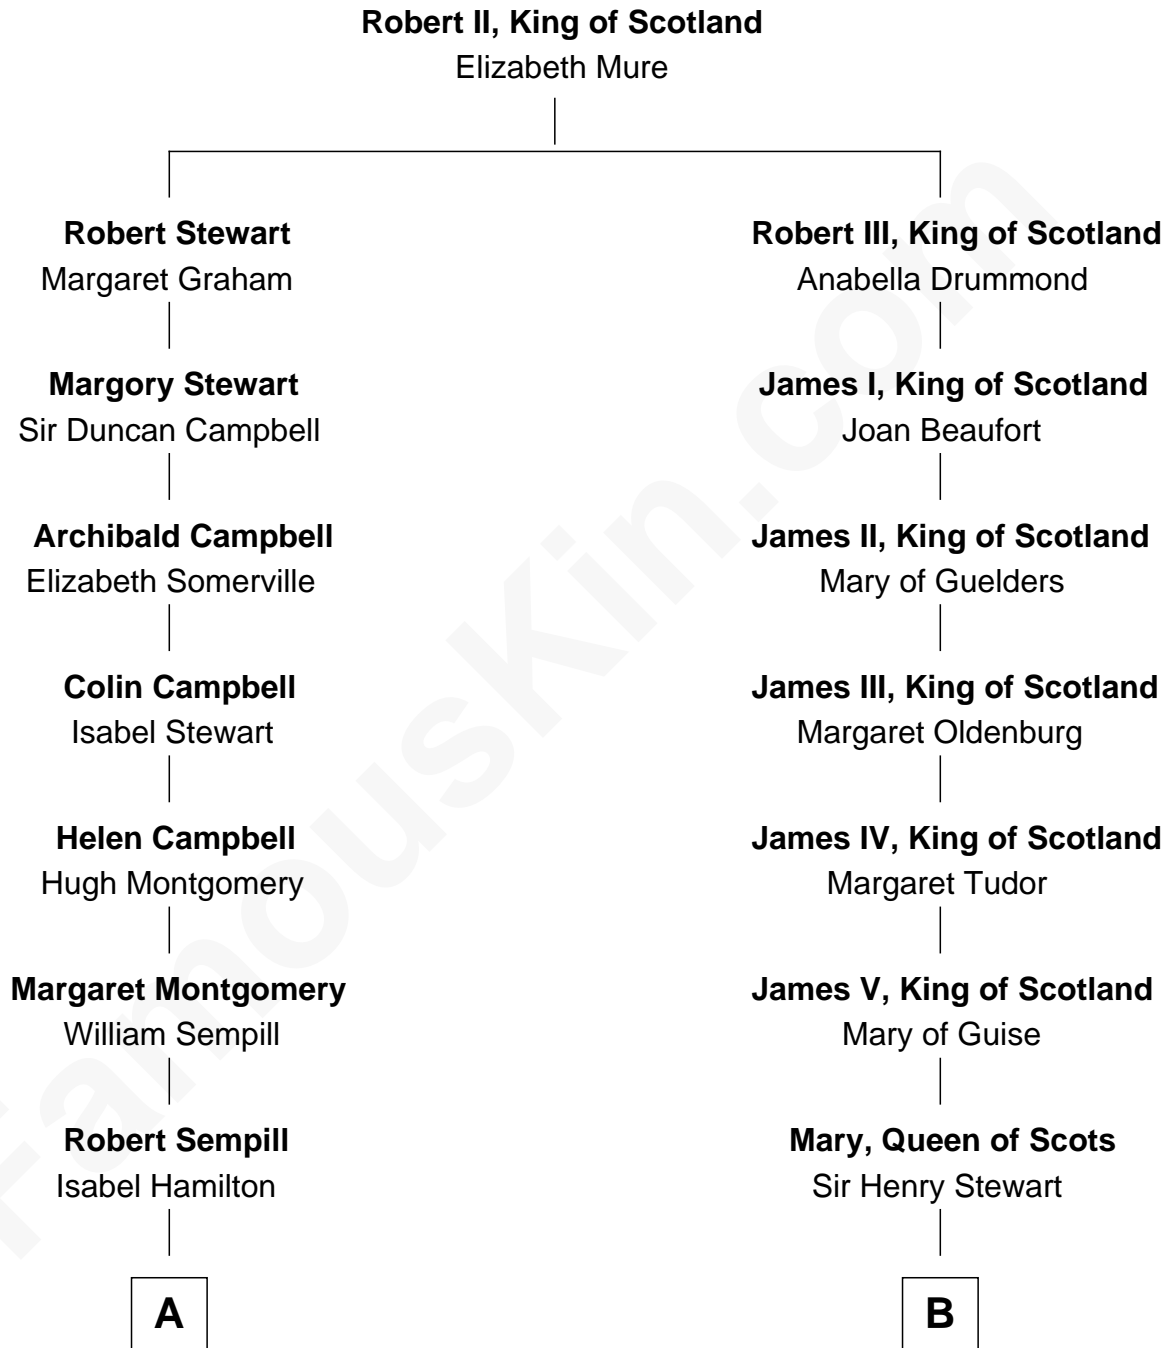 Robert II, King of Scotland
Elizabeth Mure
Robert Stewart
Margaret Graham
Margory Stewart
Sir Duncan Campbell
Archibald Campbell
Elizabeth Somerville
Colin Campbell
Isabel Stewart
Helen Campbell
Hugh Montgomery
Margaret Montgomery
William Sempill
Robert Sempill
Isabel Hamilton
A
Robert III, King of Scotland
Anabella Drummond
James I, King of Scotland
Joan Beaufort
James II, King of Scotland
Mary of Guelders
James III, King of Scotland
Margaret Oldenburg
James IV, King of Scotland
Margaret Tudor
James V, King of Scotland
Mary of Guise
Mary, Queen of Scots
Sir Henry Stewart
B
FamousKin.com